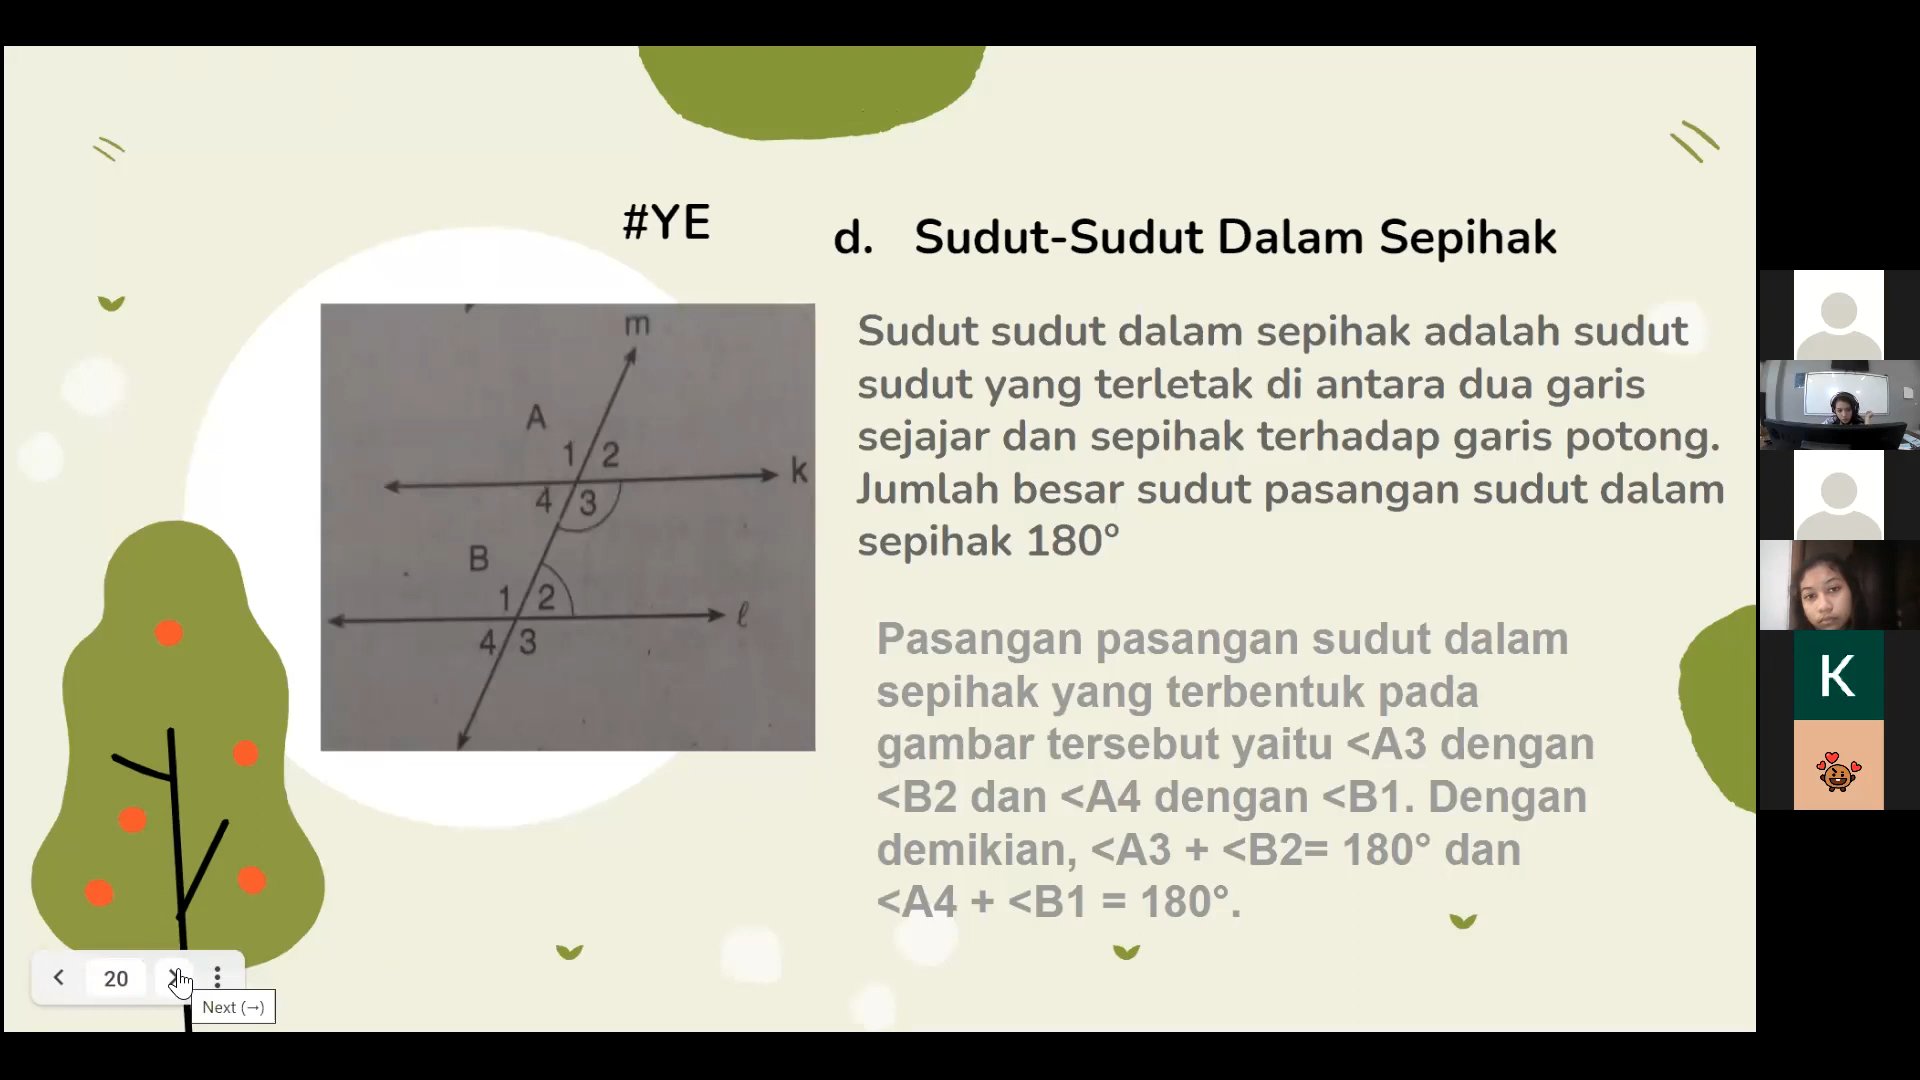 #YE
d. Sudut-Sudut Dalam Sepihak
m
A
1 2
k
4 3
B
1 2
ℓ
4 3
Sudut sudut dalam sepihak adalah sudut
sudut yang terletak di antara dua garis
sejajar dan sepihak terhadap garis potong.
Jumlah besar sudut pasangan sudut dalam
sepihak 180°
Pasangan pasangan sudut dalam
sepihak yang terbentuk pada
gambar tersebut yaitu <A3 dengan
<B2 dan <A4 dengan <B1. Dengan
demikian, <A3 + <B2= 180° dan
<A4 + <B1 = 180°.
K
20
Next (→)